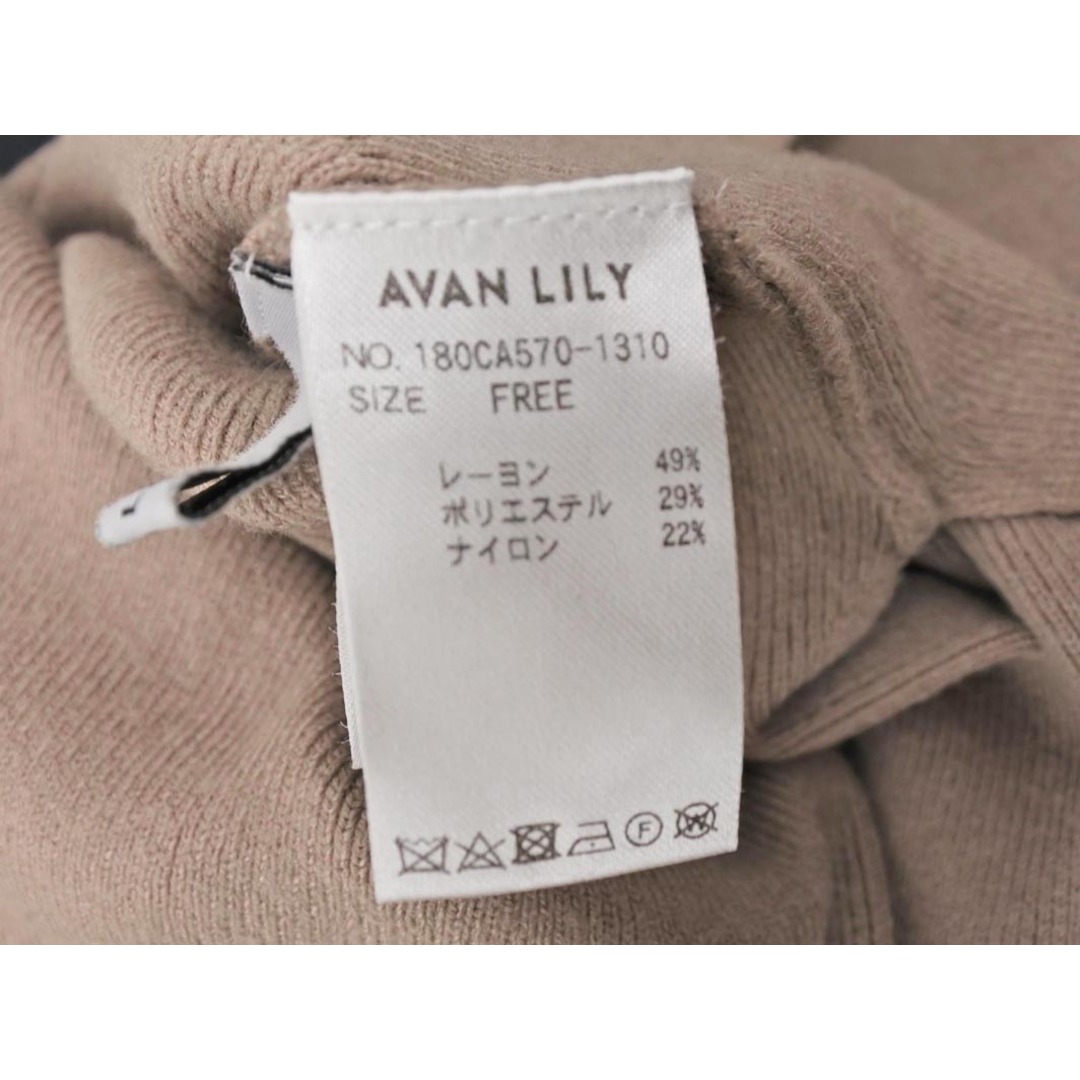 AVAN LILY
NO. 180CA570-1310
SIZE FREE
レーヨン 49%
ポリエステル 29%
ナイロン 22%
F W